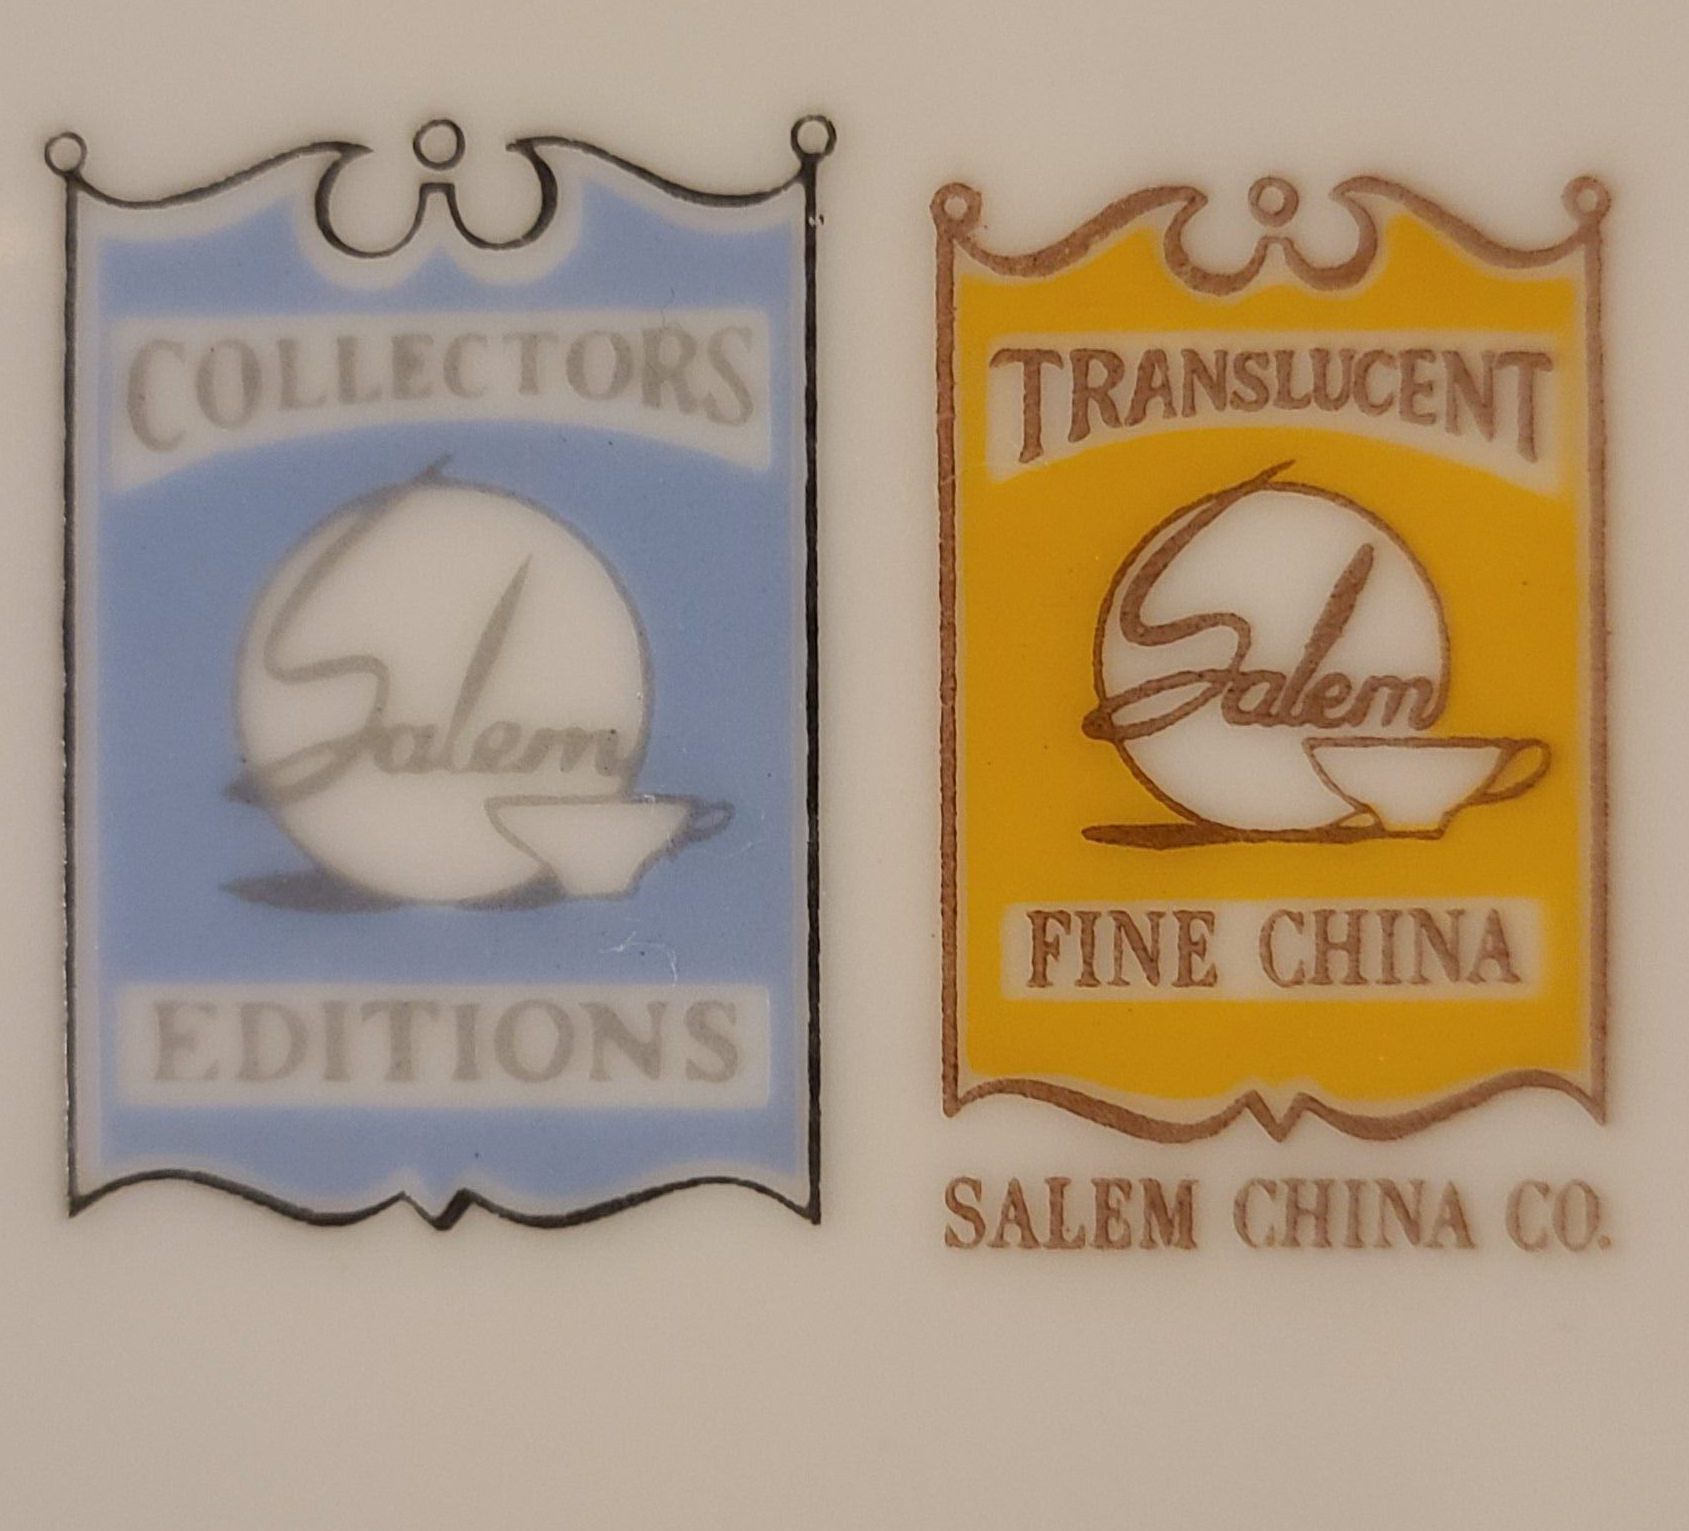 COLLECTORS
Salem
EDITIONS
TRANSLUCENT
Salem
FINE CHINA
SALEM CHINA CO.